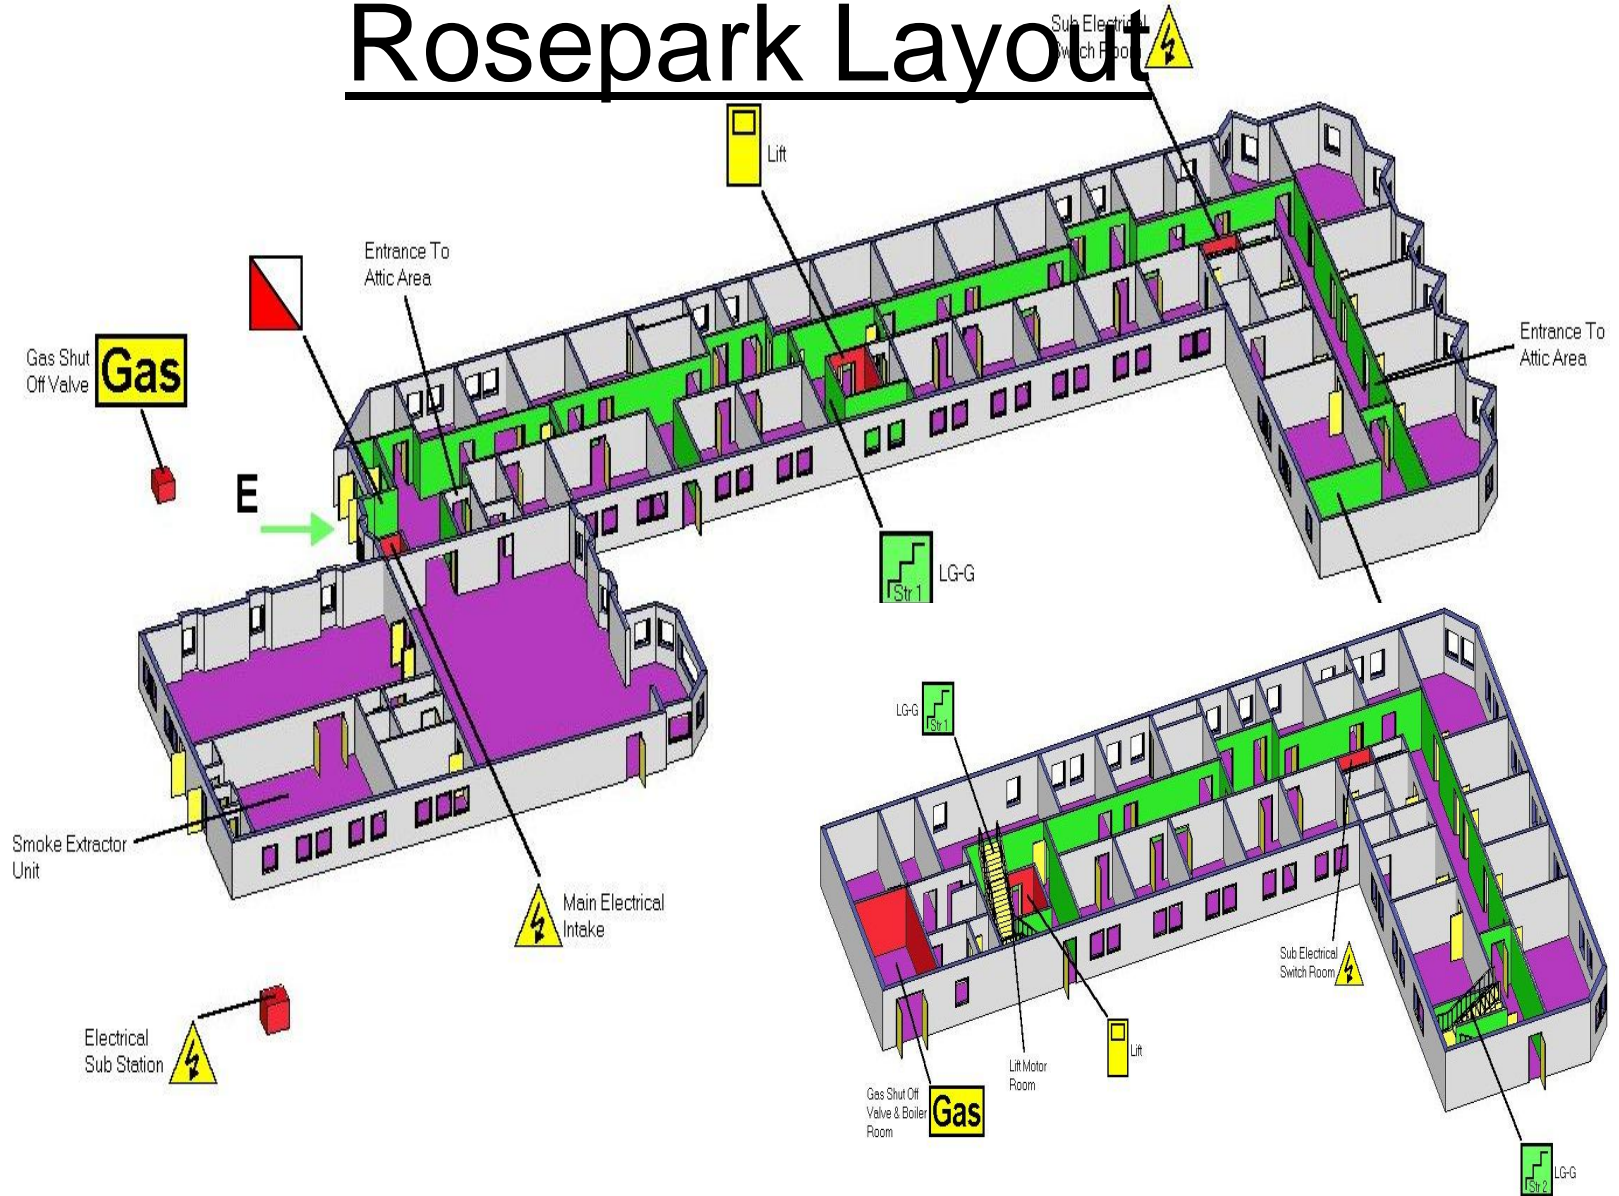 Rosepark Layout
Sub Electrical
Switch Room
Lift
Entrance To
Attic Area
Gas Shut
Off Valve
Gas
Entrance To
Attic Area
E
Str 1
LG-G
LG-G
Str 1
Smoke Extractor
Unit
Main Electrical
Intake
Sub Electrical
Switch Room
Electrical
Sub Station
Lift
Lift Motor
Room
Gas Shut Off
Valve & Boiler
Room
Gas
LG-G
Str 2